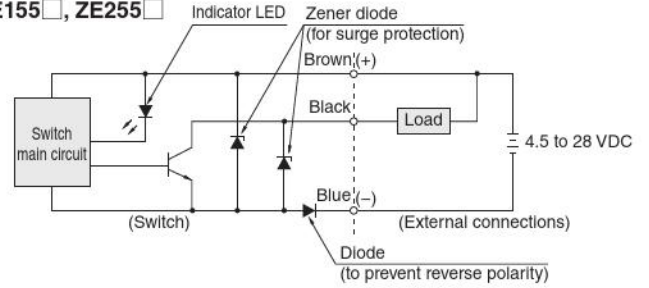 E155□, ZE255□
Indicator LED
Zener diode
(for surge protection)
Brown (+)
Black
Load
Switch
main circuit
4.5 to 28 VDC
Blue (−)
(Switch)
(External connections)
Diode
(to prevent reverse polarity)